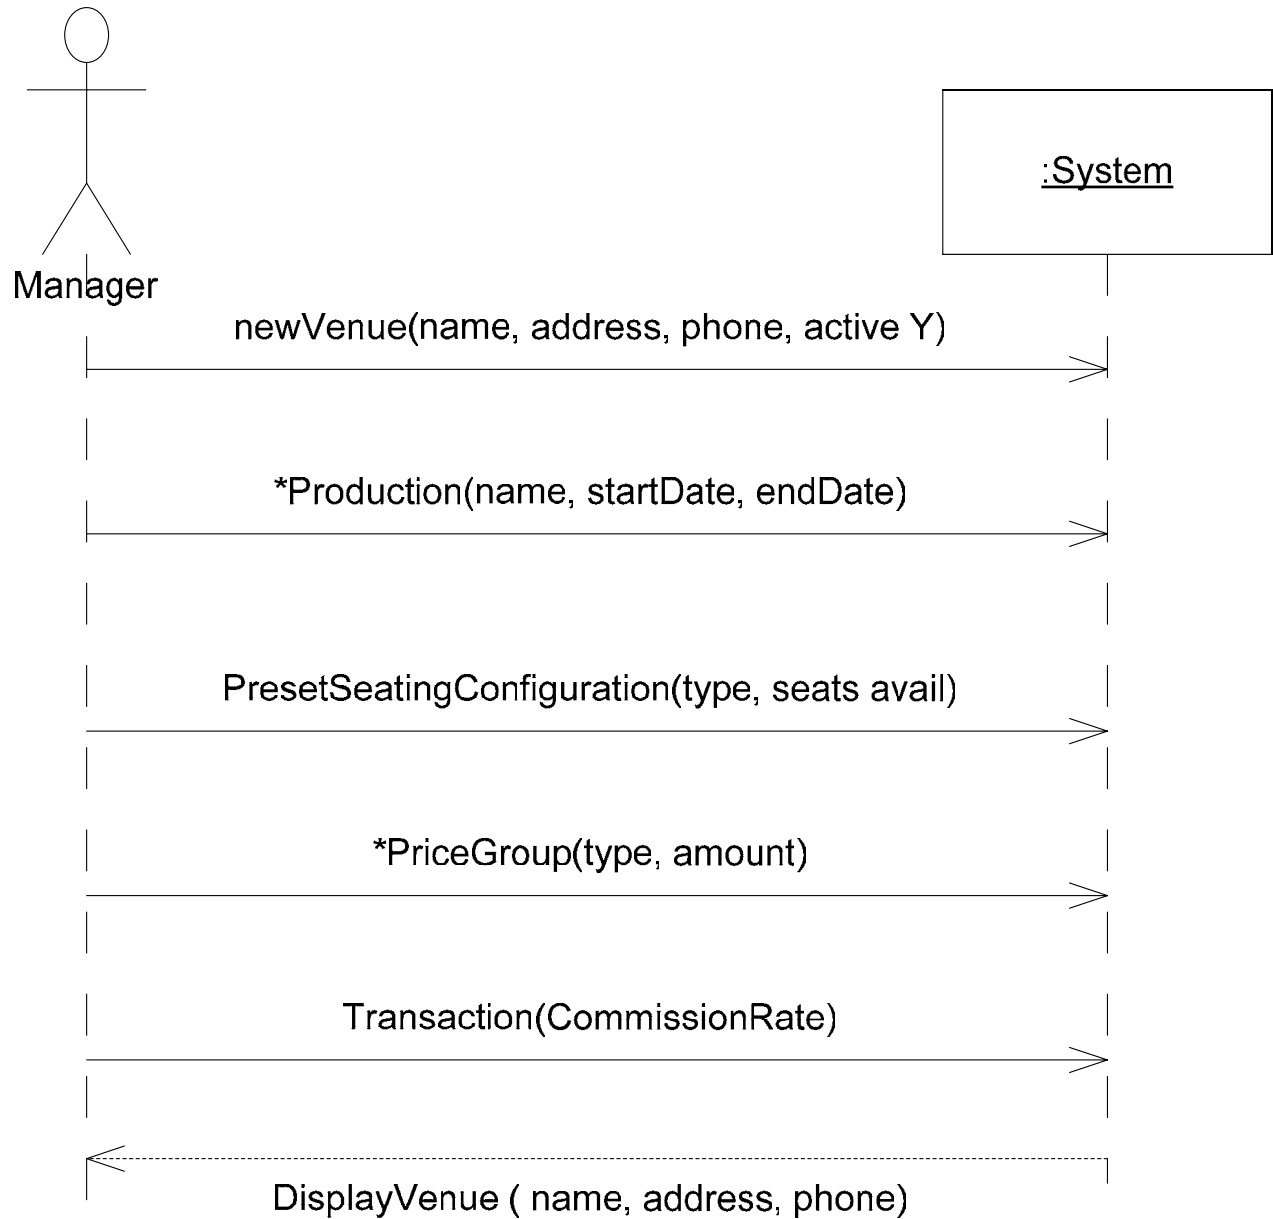 :System
Manager
newVenue(name, address, phone, active Y)
*Production(name, startDate, endDate)
PresetSeatingConfiguration(type, seats avail)
*PriceGroup(type, amount)
Transaction(CommissionRate)
DisplayVenue ( name, address, phone)